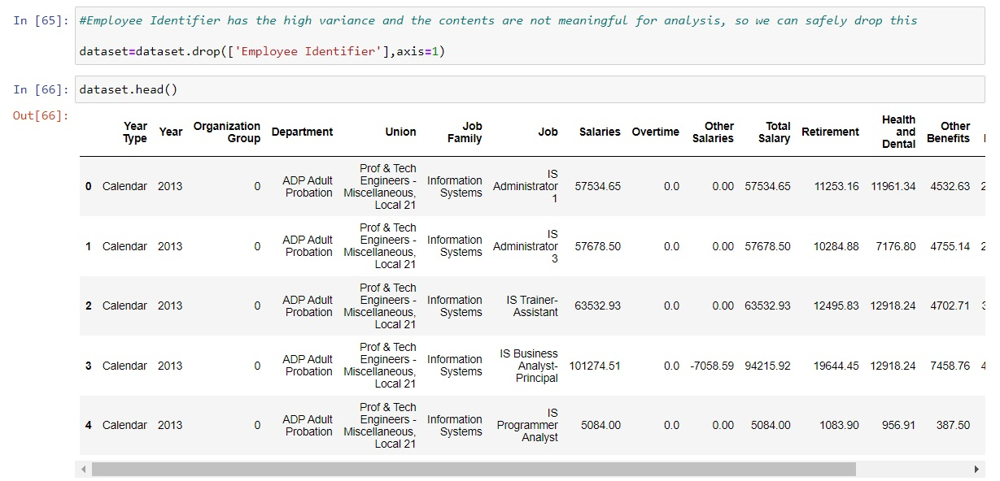 In [65]: #Employee Identifier has the high variance and the contents are not meaningful for analysis, so we can safely drop this
dataset=dataset.drop(['Employee Identifier'],axis=1)
In [66]: dataset.head()
Out[66]:
Year Type Year Organization Group Department Union Job Family Job Salaries Overtime Other Salaries Total Salary Retirement Health and Dental Other Benefits
0 Calendar 2013 0 ADP Adult Probation Prof & Tech Engineers - Miscellaneous, Local 21 Information Systems IS Administrator 1 57534.65 0.0 0.00 57534.65 11253.16 11961.34 4532.63
1 Calendar 2013 0 ADP Adult Probation Prof & Tech Engineers - Miscellaneous, Local 21 Information Systems IS Administrator 3 57678.50 0.0 0.00 57678.50 10284.88 7176.80 4755.14
2 Calendar 2013 0 ADP Adult Probation Prof & Tech Engineers - Miscellaneous, Local 21 Information Systems IS Trainer-Assistant 63532.93 0.0 0.00 63532.93 12495.83 12918.24 4702.71
3 Calendar 2013 0 ADP Adult Probation Prof & Tech Engineers - Miscellaneous, Local 21 Information Systems IS Business Analyst-Principal 101274.51 0.0 -7058.59 94215.92 19644.45 12918.24 7458.76
4 Calendar 2013 0 ADP Adult Probation Prof & Tech Engineers - Miscellaneous, Local 21 Information Systems IS Programmer Analyst 5084.00 0.0 0.00 5084.00 1083.90 956.91 387.50